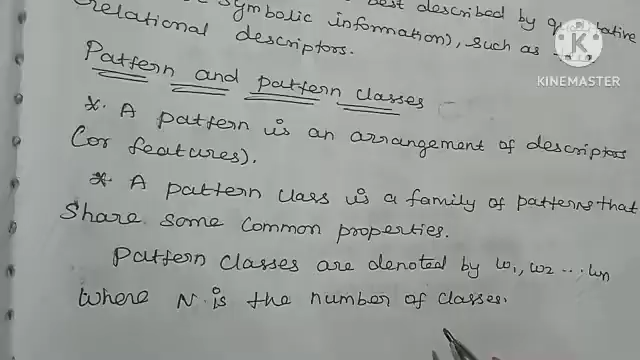 symbolic information), such as
relational descriptors.
KINEMASTER
Pattern and pattern classes
*. A pattern is an arrangement of descriptors
(or features).
* A pattern class is a family of patterns that
share some common properties.
Pattern classes are denoted by ω1, ω2 ... ωn
where N is the number of classes.